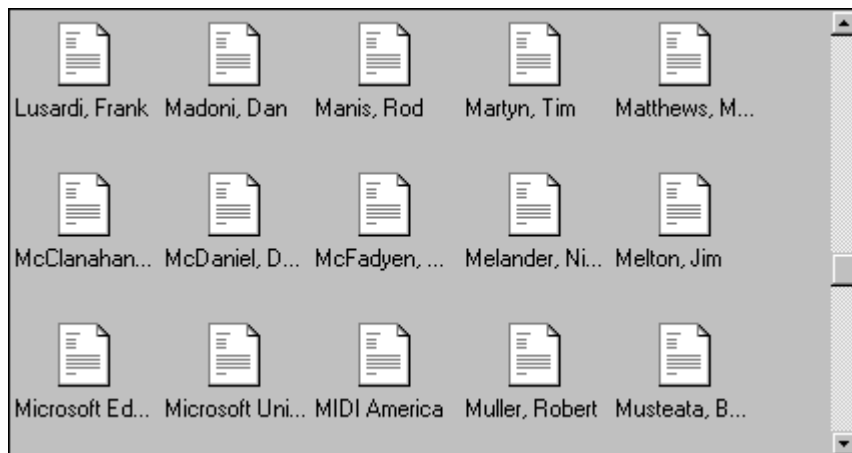 Lusardi, Frank Madoni, Dan Manis, Rod Martyn, Tim Matthews, M...
McClanahan... McDaniel, D... McFadyen, ... Melander, Ni... Melton, Jim
Microsoft Ed... Microsoft Uni... MIDI America Muller, Robert Musteata, B...